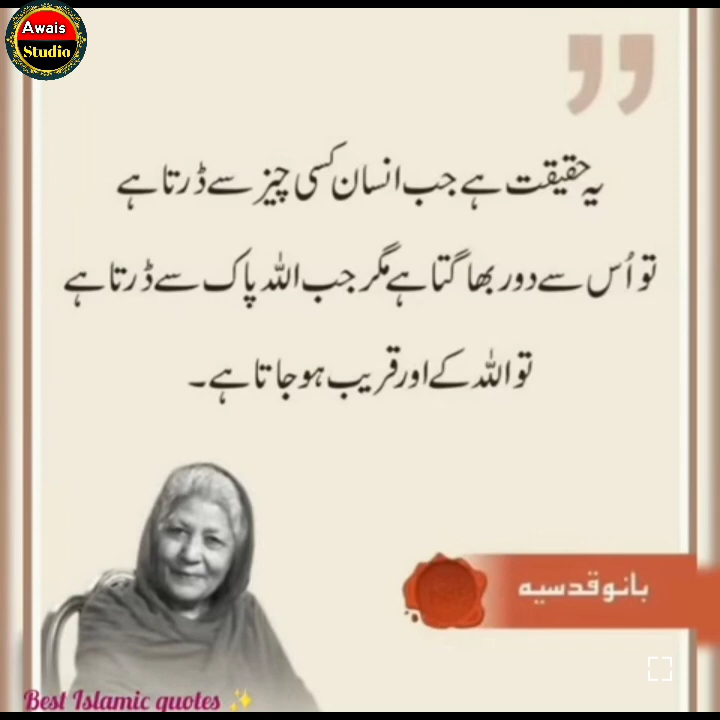 Awais
Studio
یہ حقیقت ہے جب انسان کسی چیز سے ڈرتا ہے
تو اُس سے دور بھاگتا ہے مگر جب اللہ پاک سے ڈرتا ہے
تو اللہ کے اور قریب ہو جاتا ہے۔
بانو قدسیہ
Best Islamic quotes ✨